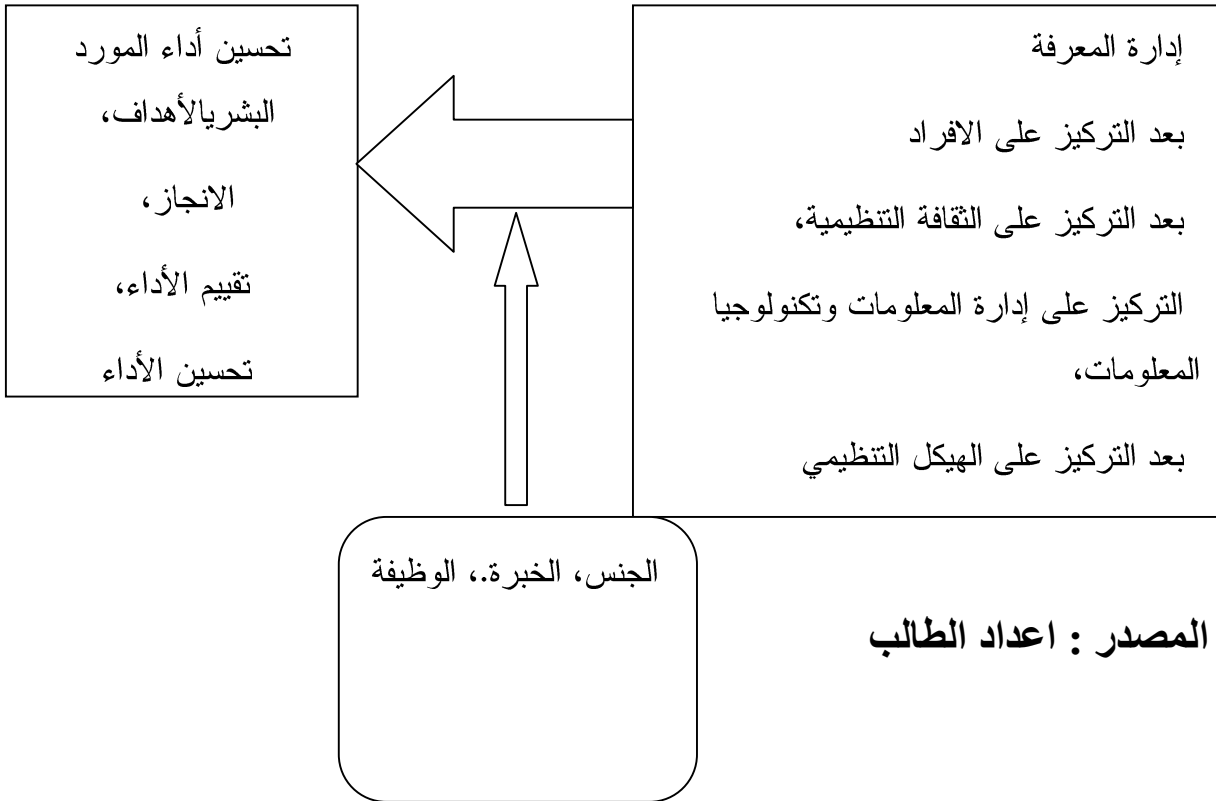 إدارة المعرفة
بعد التركيز على الافراد
بعد التركيز على الثقافة التنظيمية،
التركيز على إدارة المعلومات وتكنولوجيا
المعلومات،
بعد التركيز على الهيكل التنظيمي
تحسين أداء المورد
البشريالأهداف،
الانجاز،
تقييم الأداء،
تحسين الأداء
الجنس، الخبرة.، الوظيفة
المصدر : اعداد الطالب